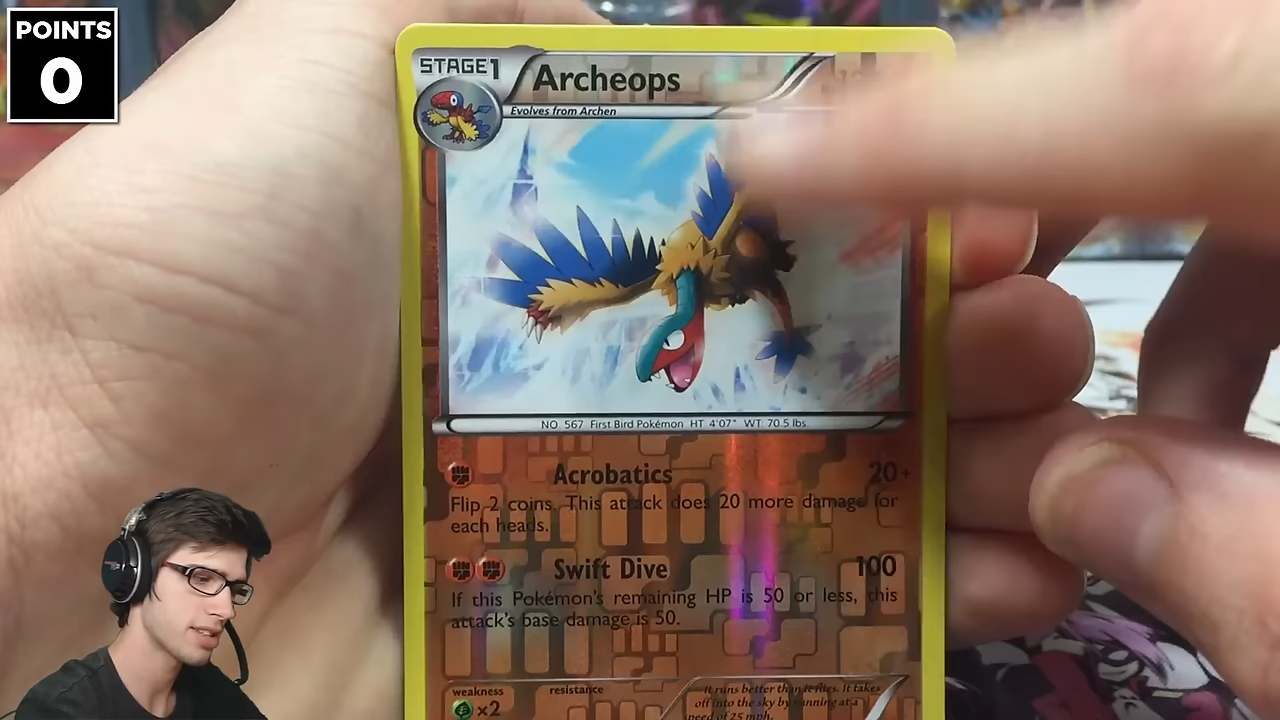 POINTS
0
STAGE1
Archeops
Evolves from Archen
NO. 567 First Bird Pokémon HT 4'07" WT 70.5 lbs.
Acrobatics 20+
Flip 2 coins. This attack does 20 more damage for
each heads.
Swift Dive 100
If this Pokémon's remaining HP is 50 or less, this
attack's base damage is 50.
weakness resistance
×2
It runs better than it flies. It takes
off into the sky by running at a
speed of 25 mph.